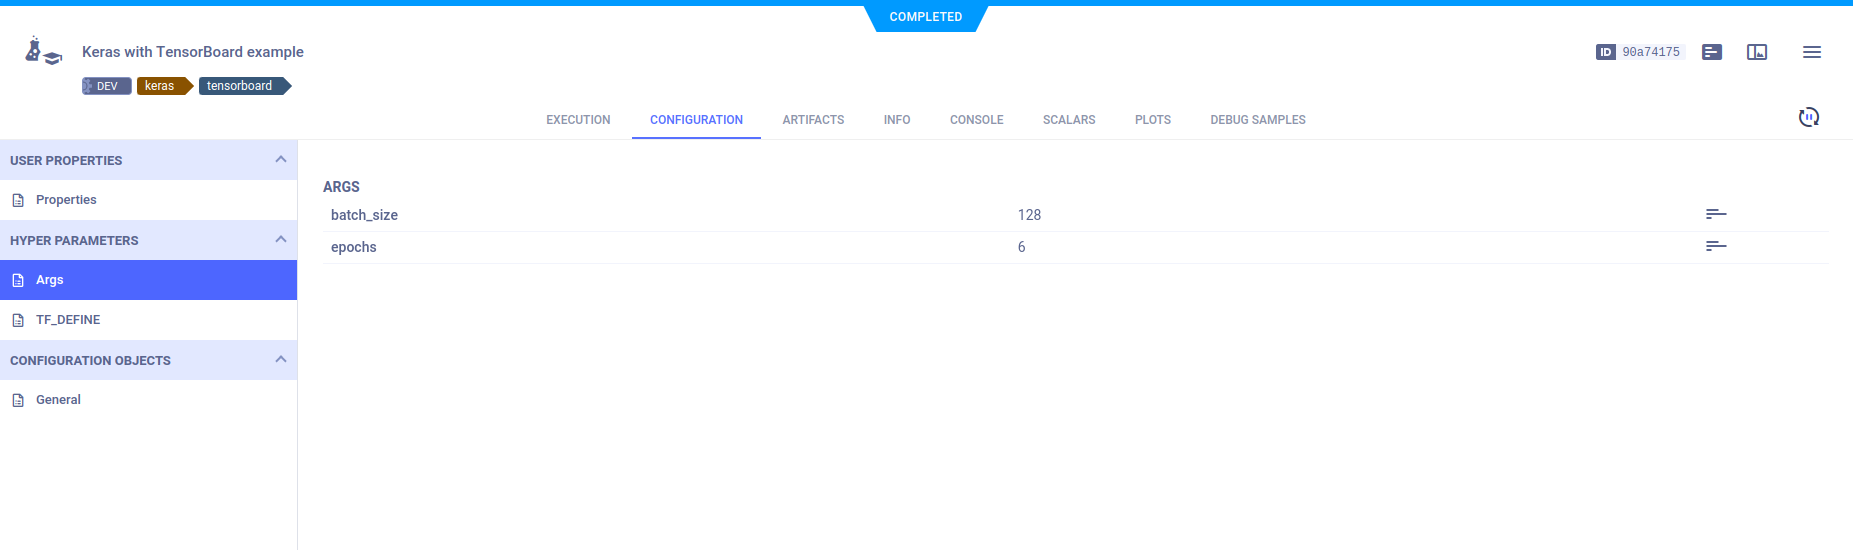 COMPLETED
Keras with TensorBoard example
ID 90a74175
DEV keras tensorboard
EXECUTION CONFIGURATION ARTIFACTS INFO CONSOLE SCALARS PLOTS DEBUG SAMPLES
USER PROPERTIES
Properties
HYPER PARAMETERS
Args
TF_DEFINE
CONFIGURATION OBJECTS
General
ARGS
batch_size 128
epochs 6